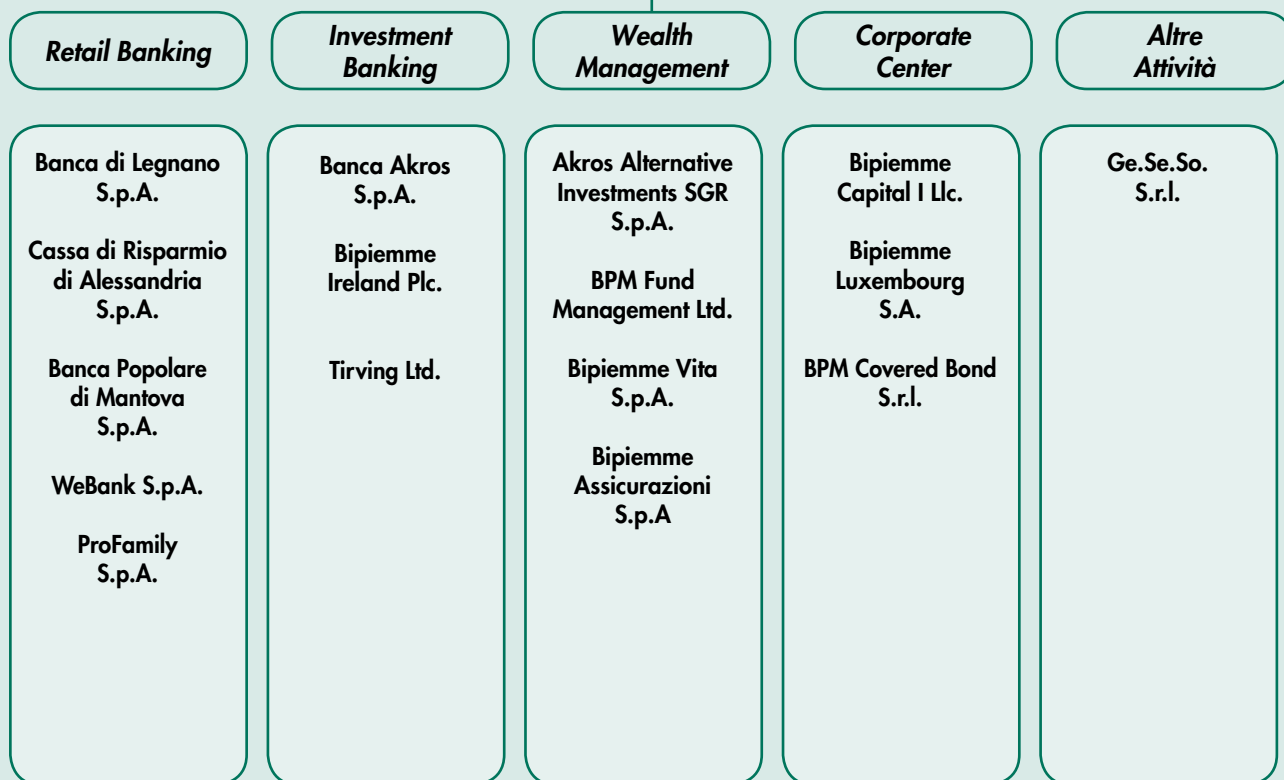 Retail Banking
Investment
Banking
Wealth
Management
Corporate
Center
Altre
Attività
Banca di Legnano
S.p.A.
Cassa di Risparmio
di Alessandria
S.p.A.
Banca Popolare
di Mantova
S.p.A.
WeBank S.p.A.
ProFamily
S.p.A.
Banca Akros
S.p.A.
Bipiemme
Ireland Plc.
Tirving Ltd.
Akros Alternative
Investments SGR
S.p.A.
BPM Fund
Management Ltd.
Bipiemme Vita
S.p.A.
Bipiemme
Assicurazioni
S.p.A
Bipiemme
Capital I Llc.
Bipiemme
Luxembourg
S.A.
BPM Covered Bond
S.r.l.
Ge.Se.So.
S.r.l.